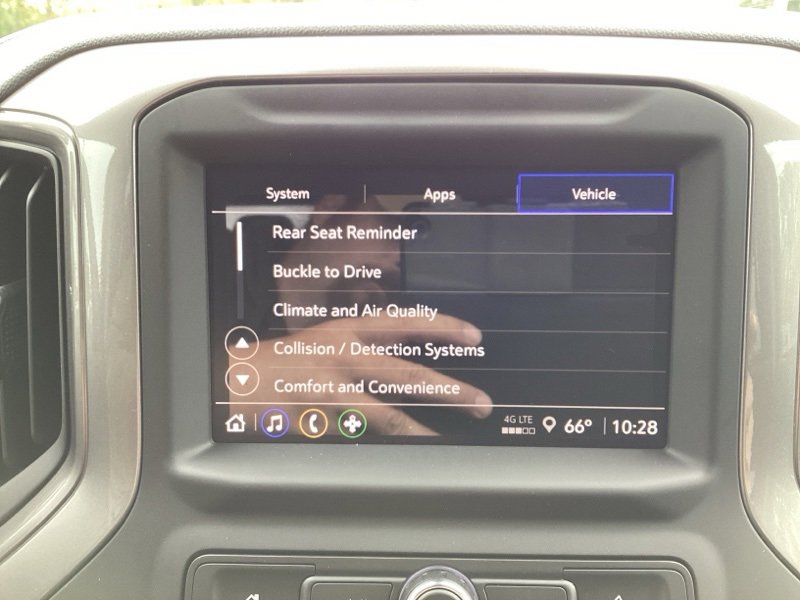 System Apps Vehicle
Rear Seat Reminder
Buckle to Drive
Climate and Air Quality
Collision / Detection Systems
Comfort and Convenience
4G LTE
66° 10:28